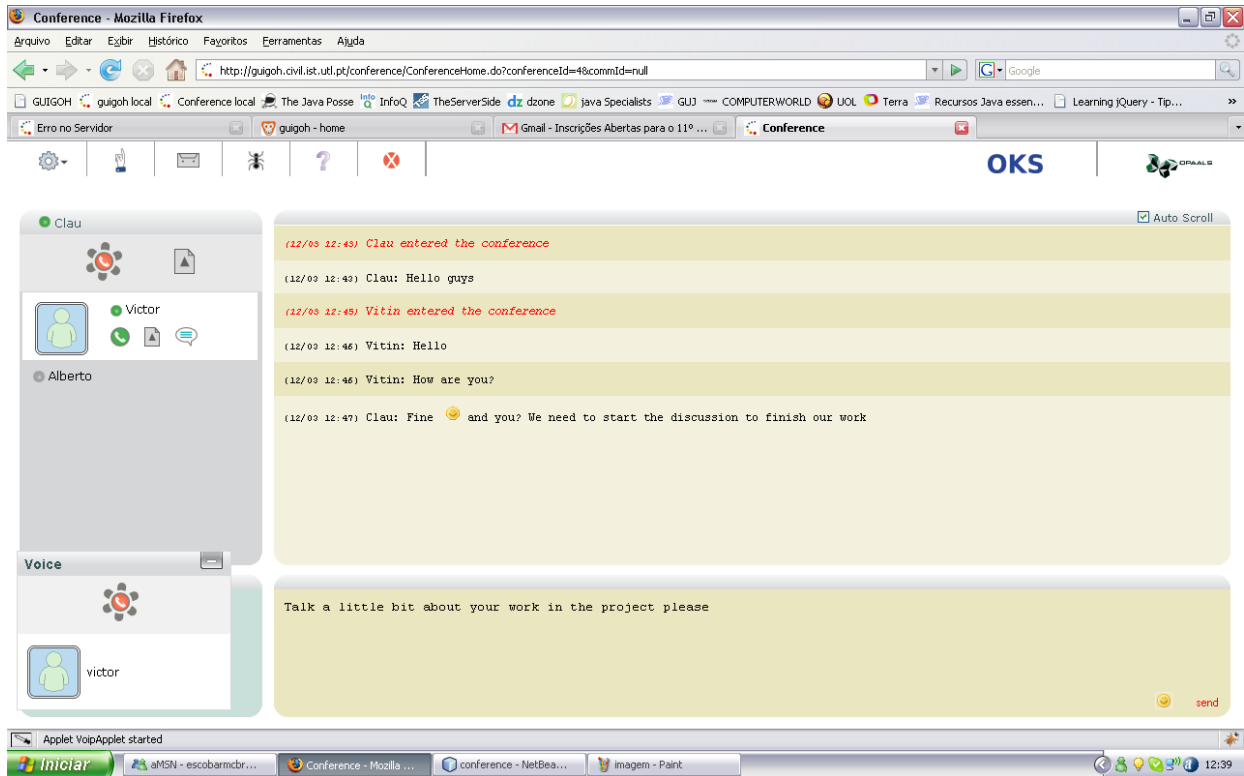 Conference - Mozilla Firefox
Arquivo Editar Exibir Histórico Favoritos Ferramentas Ajuda
http://guigoh.civil.ist.utl.pt/conference/ConferenceHome.do?conferenceId=4&commId=null G Google
GUIGOH guigoh local Conference local The Java Posse Info Q InfoQ TheServerSide dz dzone java Specialists GUJ COMPUTERWORLD UOL Terra Recursos Java essen... Learning jQuery - Tip... »
Erro no Servidor guigoh - home Gmail - Inscrições Abertas para o 11º ... Conference
? OKS OPAALS
Clau
Auto Scroll
(12/03 12:43) Clau entered the conference
(12/03 12:43) Clau: Hello guys
Victor
(12/03 12:45) Vitin entered the conference
(12/03 12:46) Vitin: Hello
Alberto
(12/03 12:46) Vitin: How are you?
(12/03 12:47) Clau: Fine and you? We need to start the discussion to finish our work
Voice
Talk a little bit about your work in the project please
victor
send
Applet VoipApplet started
Iniciar aMSN - escobarmcbr... Conference - Mozilla ... conference - NetBea... imagem - Paint 12:39